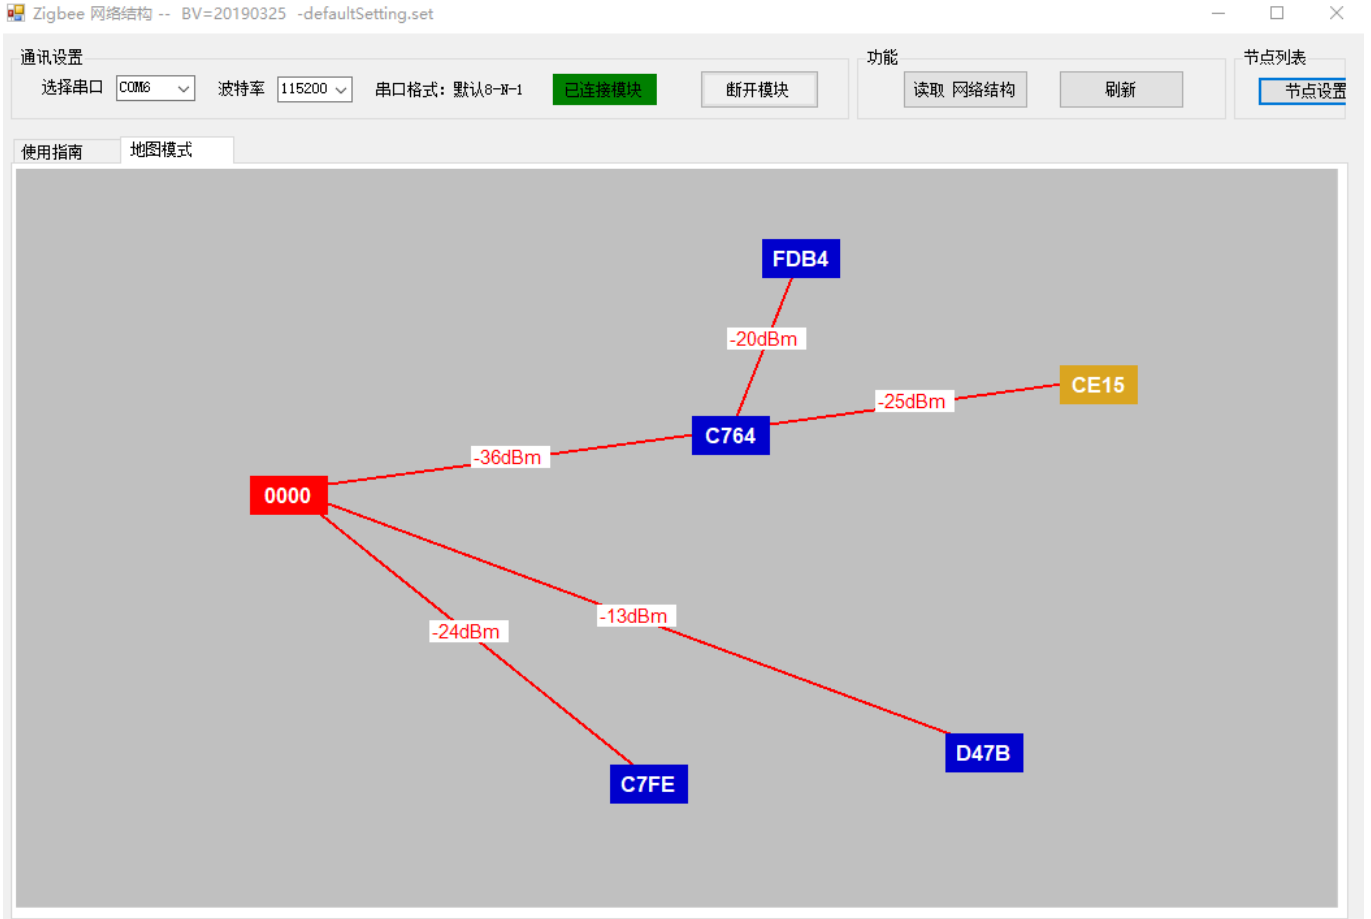 Zigbee 网络结构 -- BV=20190325 -defaultSetting.set
通讯设置
选择串口 COM6 波特率 115200 串口格式：默认8-N-1 已连接模块 断开模块
功能
读取 网络结构 刷新
节点列表
节点设置
使用指南 地图模式
FDB4
-20dBm
CE15
-25dBm
C764
-36dBm
0000
-13dBm
-24dBm
D47B
C7FE